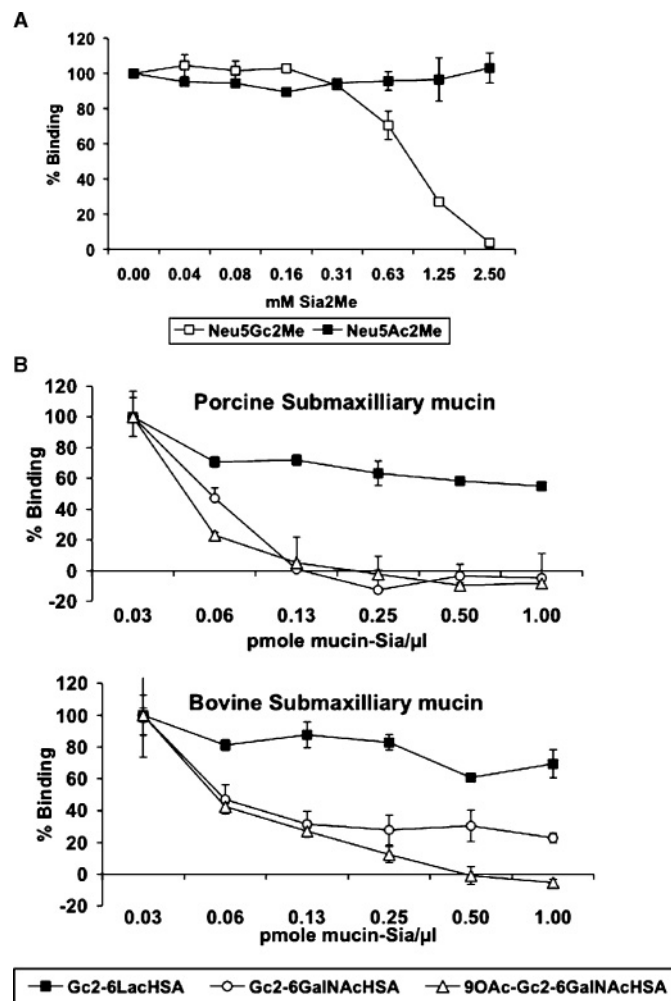 A
120
100
80
60
40
20
0
% Binding
0.00 0.04 0.08 0.16 0.31 0.63 1.25 2.50
mM Sia2Me
Neu5Gc2Me Neu5Ac2Me
B
Porcine Submaxilliary mucin
120
100
80
60
40
20
0
-20
% Binding
0.03 0.06 0.13 0.25 0.50 1.00
pmole mucin-Sia/µl
Bovine Submaxilliary mucin
120
100
80
60
40
20
0
-20
% Binding
0.03 0.06 0.13 0.25 0.50 1.00
pmole mucin-Sia/µl
Gc2-6LacHSA Gc2-6GalNAcHSA 9OAc-Gc2-6GalNAcHSA